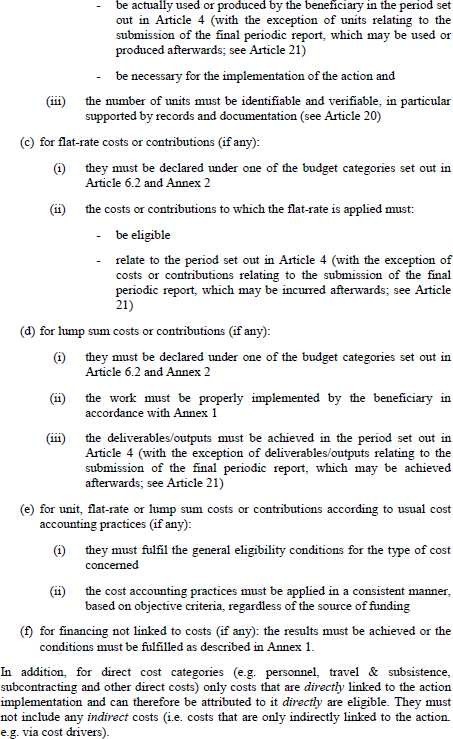 - be actually used or produced by the beneficiary in the period set
out in Article 4 (with the exception of units relating to the
submission of the final periodic report, which may be used or
produced afterwards; see Article 21)
- be necessary for the implementation of the action and
(iii) the number of units must be identifiable and verifiable, in particular
supported by records and documentation (see Article 20)
(c) for flat-rate costs or contributions (if any):
(i) they must be declared under one of the budget categories set out in
Article 6.2 and Annex 2
(ii) the costs or contributions to which the flat-rate is applied must:
- be eligible
- relate to the period set out in Article 4 (with the exception of
costs or contributions relating to the submission of the final
periodic report, which may be incurred afterwards; see Article
21)
(d) for lump sum costs or contributions (if any):
(i) they must be declared under one of the budget categories set out in
Article 6.2 and Annex 2
(ii) the work must be properly implemented by the beneficiary in
accordance with Annex 1
(iii) the deliverables/outputs must be achieved in the period set out in
Article 4 (with the exception of deliverables/outputs relating to the
submission of the final periodic report, which may be achieved
afterwards; see Article 21)
(e) for unit, flat-rate or lump sum costs or contributions according to usual cost
accounting practices (if any):
(i) they must fulfil the general eligibility conditions for the type of cost
concerned
(ii) the cost accounting practices must be applied in a consistent manner,
based on objective criteria, regardless of the source of funding
(f) for financing not linked to costs (if any): the results must be achieved or the
conditions must be fulfilled as described in Annex 1.
In addition, for direct cost categories (e.g. personnel, travel & subsistence,
subcontracting and other direct costs) only costs that are directly linked to the action
implementation and can therefore be attributed to it directly are eligible. They must
not include any indirect costs (i.e. costs that are only indirectly linked to the action.
e.g. via cost drivers).